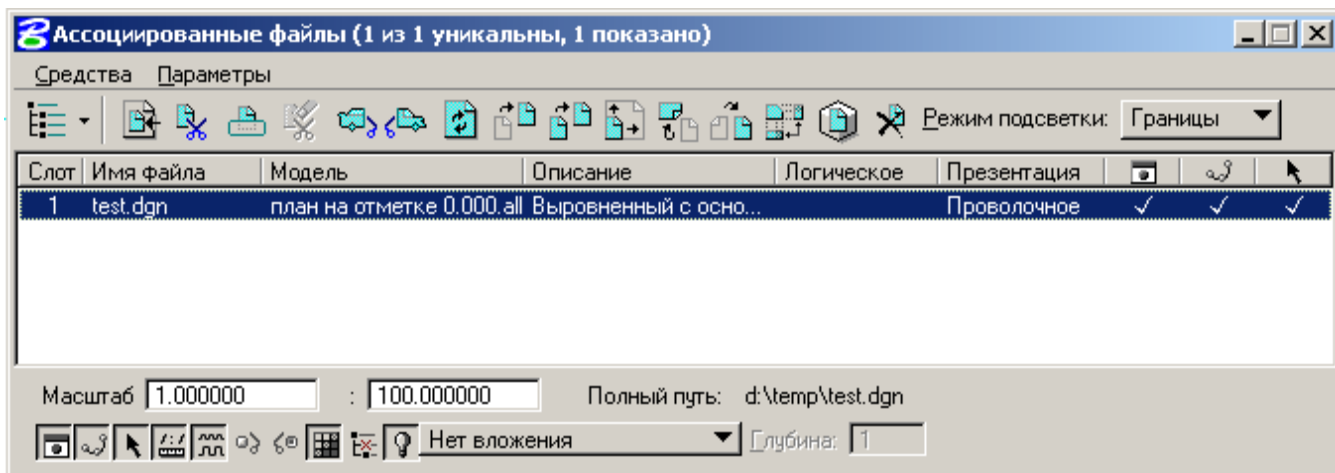 Ассоциированные файлы (1 из 1 уникальны, 1 показано)
Средства Параметры
Режим подсветки: Границы
Слот Имя файла Модель Описание Логическое Презентация
1 test.dgn план на отметке 0.000.all Выровненный с осно... Проволочное
Масштаб 1.000000 : 100.000000 Полный путь: d:\temp\test.dgn
Нет вложения Глубина: 1